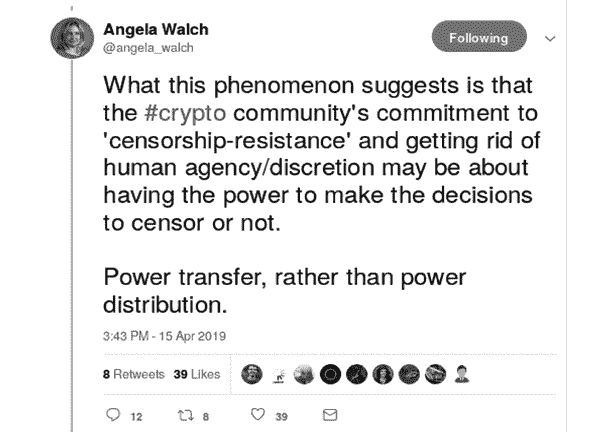 Angela Walch
@angela_walch
Following
What this phenomenon suggests is that
the #crypto community's commitment to
'censorship-resistance' and getting rid of
human agency/discretion may be about
having the power to make the decisions
to censor or not.
Power transfer, rather than power
distribution.
3:43 PM - 15 Apr 2019
8 Retweets 39 Likes
12 8 39